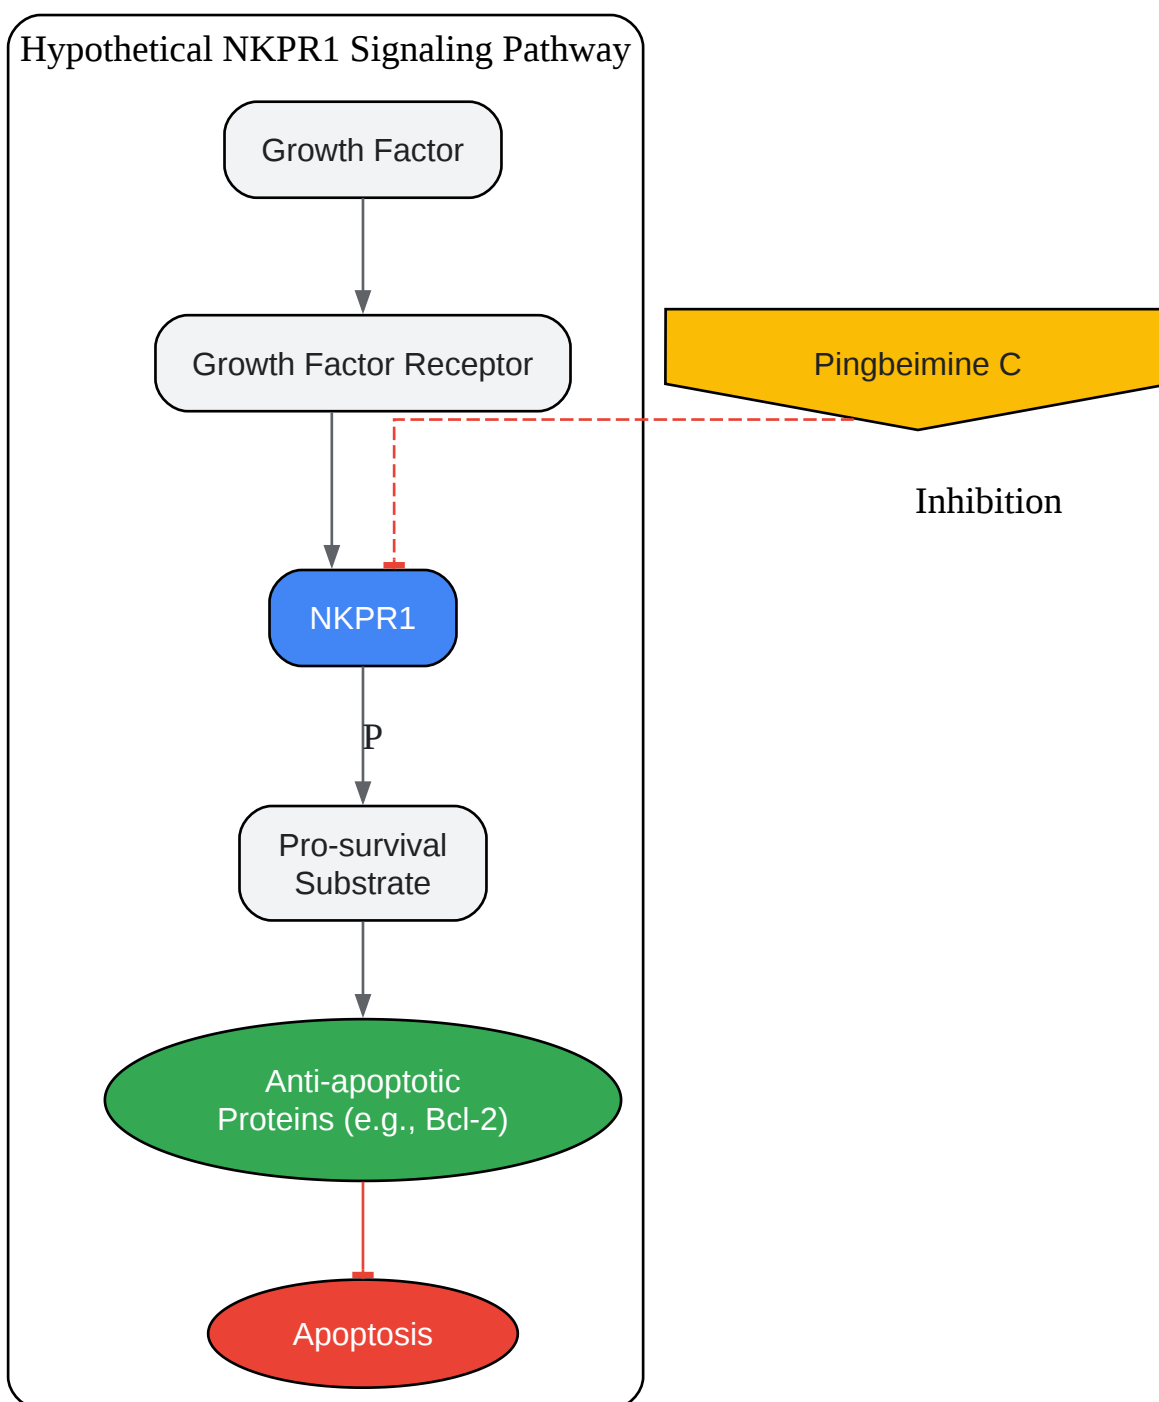 Hypothetical NKPR1 Signaling Pathway
Growth Factor
Growth Factor Receptor
Pingbeimine C
Inhibition
NKPR1
P
Pro-survival
Substrate
Anti-apoptotic
Proteins (e.g., Bcl-2)
Apoptosis